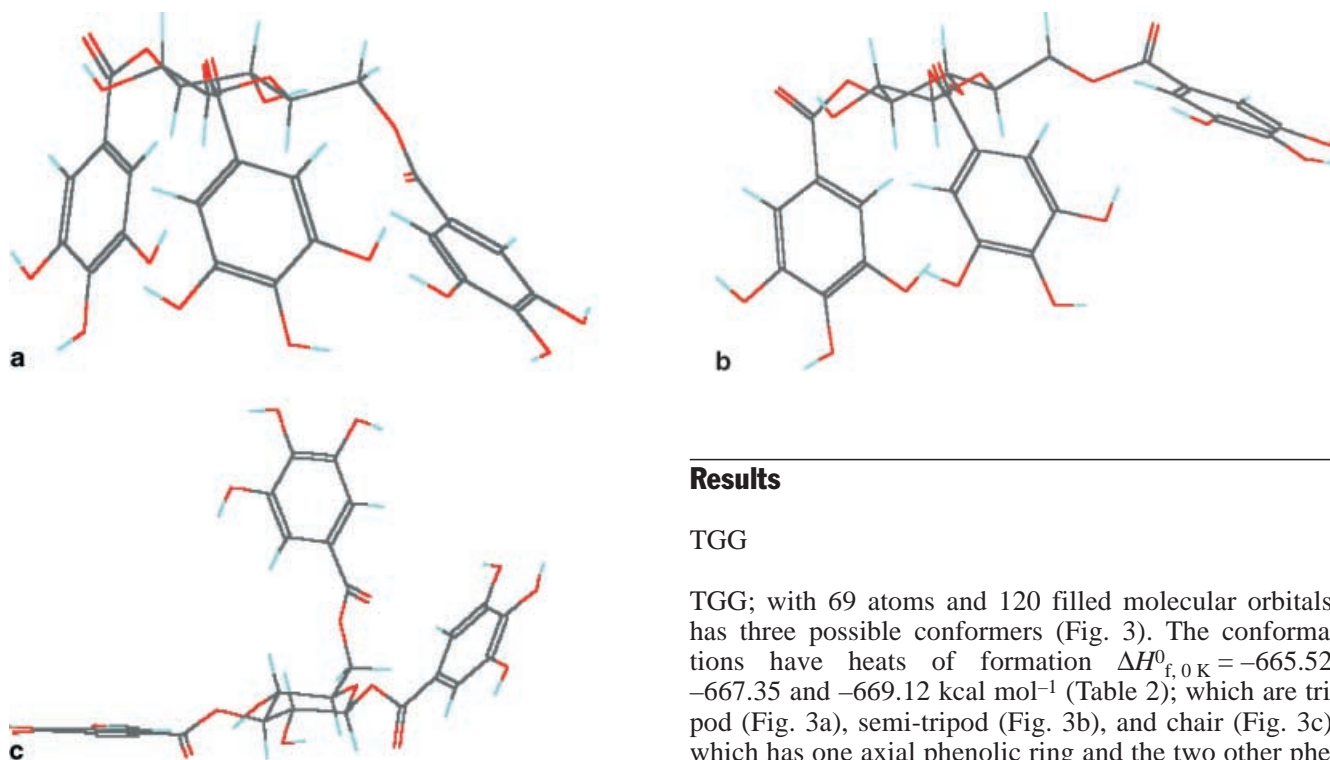 a
b
c
Results
TGG
TGG; with 69 atoms and 120 filled molecular orbitals
has three possible conformers (Fig. 3). The conforma
tions have heats of formation ΔH⁰f, 0 K = –665.52
–667.35 and –669.12 kcal mol⁻¹ (Table 2); which are tri
pod (Fig. 3a), semi-tripod (Fig. 3b), and chair (Fig. 3c)
which has one axial phenolic ring and the two other phe